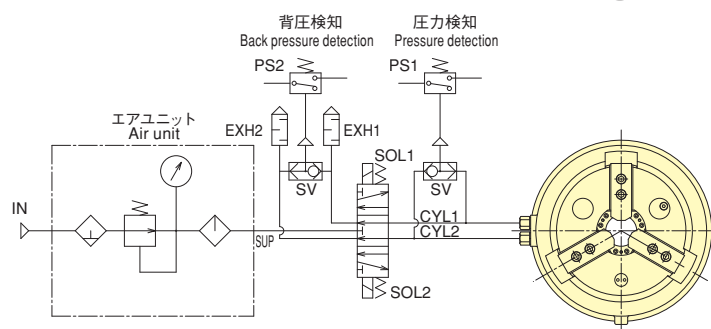 背圧検知
Back pressure detection
圧力検知
Pressure detection
PS2
PS1
エアユニット
Air unit
EXH2
EXH1
SOL1
SV
SV
IN
CYL1
CYL2
SUP
SOL2